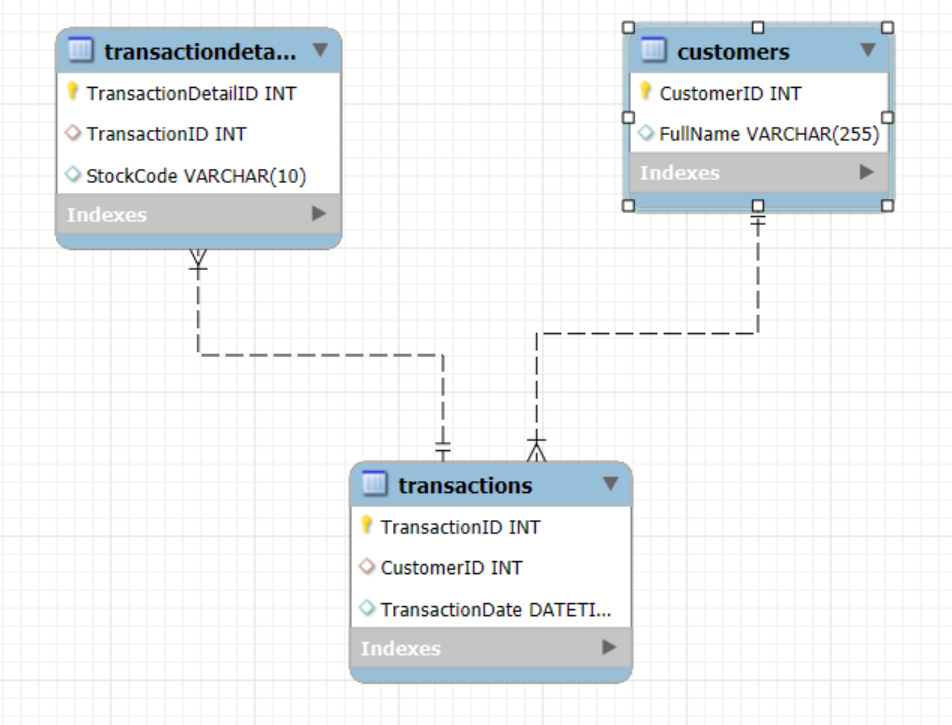 transactiondeta...
TransactionDetailID INT
TransactionID INT
StockCode VARCHAR(10)
Indexes
customers
CustomerID INT
FullName VARCHAR(255)
Indexes
transactions
TransactionID INT
CustomerID INT
TransactionDate DATETI...
Indexes